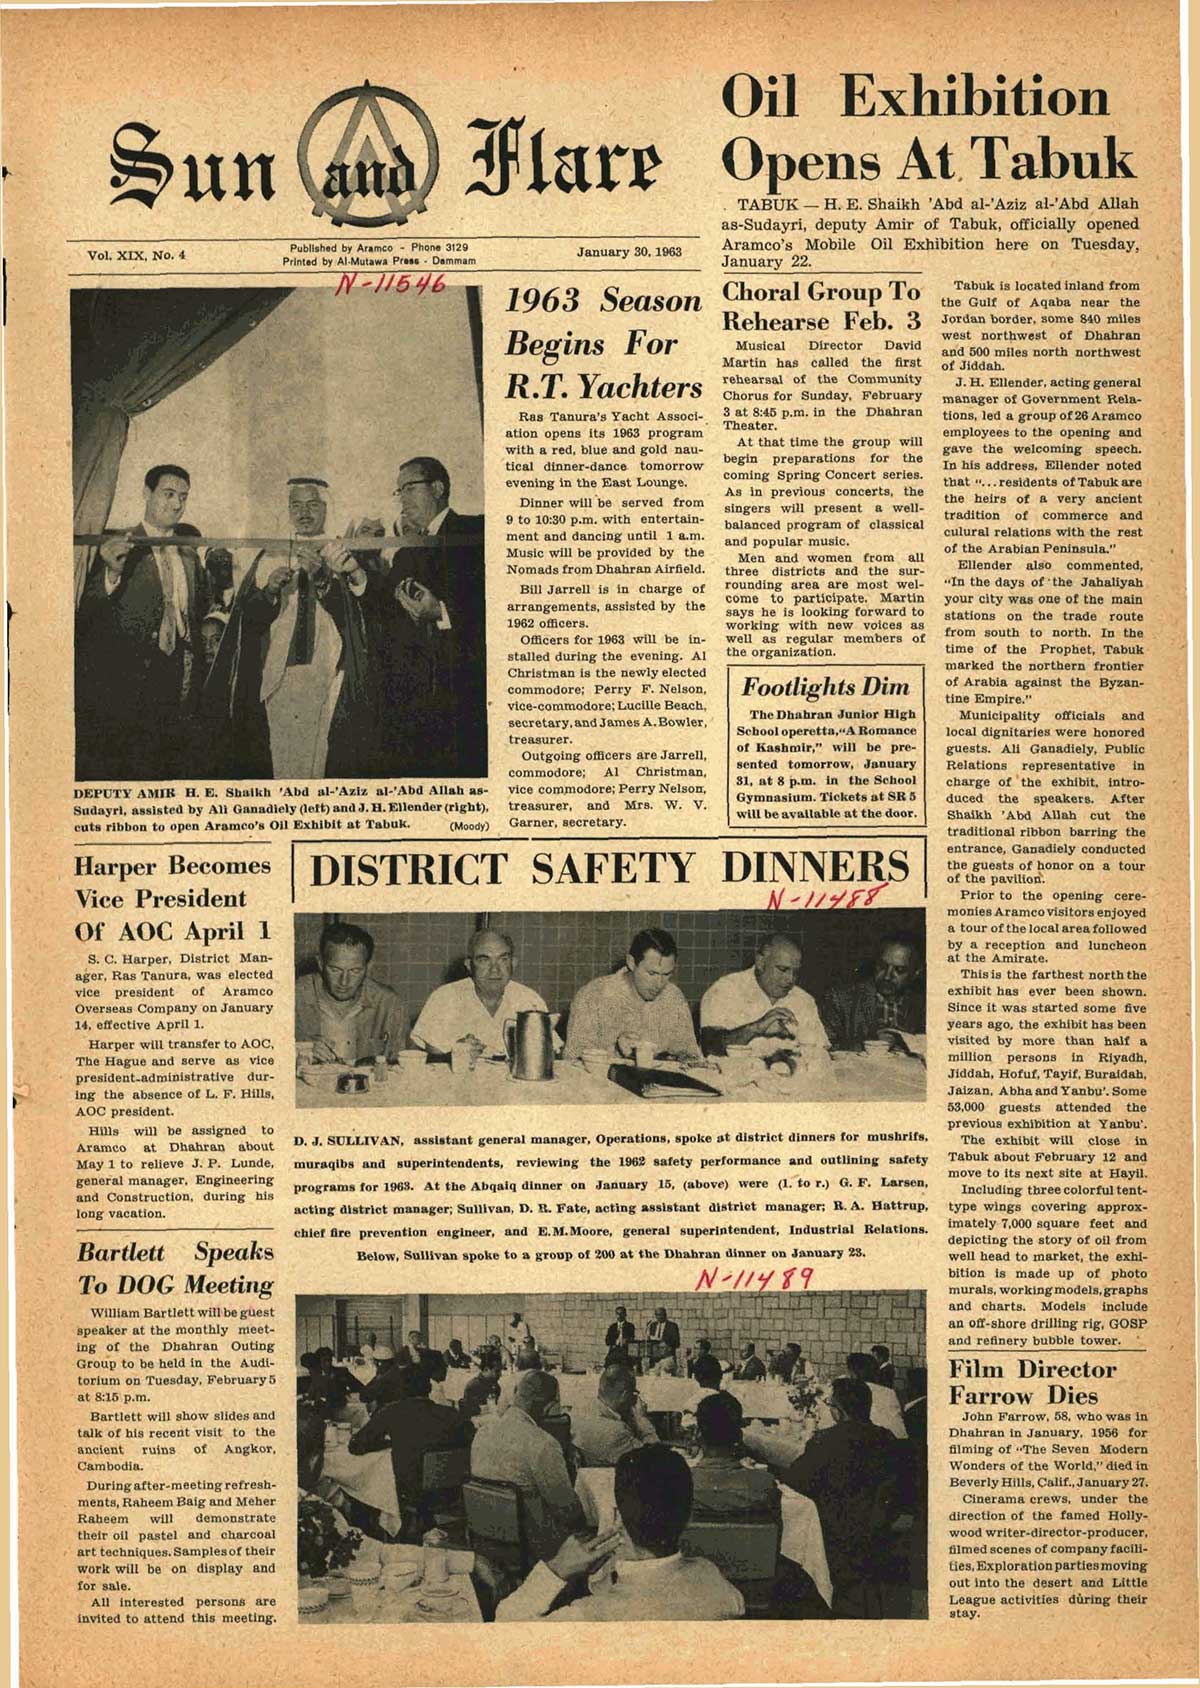 Sun and Flare
Vol. XIX, No. 4
Published by Aramco - Phone 3129
Printed by Al-Mutawa Press - Dammam
January 30, 1963
Oil Exhibition
Opens At Tabuk
TABUK — H. E. Shaikh 'Abd al-'Aziz al-'Abd Allah
as-Sudayri, deputy Amir of Tabuk, officially opened
Aramco's Mobile Oil Exhibition here on Tuesday,
January 22.
Tabuk is located inland from
the Gulf of Aqaba near the
Jordan border, some 840 miles
west northwest of Dhahran
and 500 miles north northwest
of Jiddah.
J. H. Ellender, acting general
manager of Government Rela-
tions, led a group of 26 Aramco
employees to the opening and
gave the welcoming speech.
In his address, Ellender noted
that "...residents of Tabuk are
the heirs of a very ancient
tradition of commerce and
culural relations with the rest
of the Arabian Peninsula."
Ellender also commented,
"In the days of the Jahaliyah
your city was one of the main
stations on the trade route
from south to north. In the
time of the Prophet, Tabuk
marked the northern frontier
of Arabia against the Byzan-
tine Empire."
Municipality officials and
local dignitaries were honored
guests. Ali Ganadiely, Public
Relations representative in
charge of the exhibit, intro-
duced the speakers. After
Shaikh 'Abd Allah cut the
traditional ribbon barring the
entrance, Ganadiely conducted
the guests of honor on a tour
of the pavilion.
Prior to the opening cere-
monies Aramco visitors enjoyed
a tour of the local area followed
by a reception and luncheon
at the Amirate.
This is the farthest north the
exhibit has ever been shown.
Since it was started some five
years ago, the exhibit has been
visited by more than half a
million persons in Riyadh,
Jiddah, Hofuf, Tayif, Buraidah,
Jaizan, Abha and Yanbu'. Some
53,000 guests attended the
previous exhibition at Yanbu'.
The exhibit will close in
Tabuk about February 12 and
move to its next site at Hayil.
Including three colorful tent-
type wings covering approx-
imately 7,000 square feet and
depicting the story of oil from
well head to market, the exhi-
bition is made up of photo
murals, working models, graphs
and charts. Models include
an off-shore drilling rig, GOSP
and refinery bubble tower.
N-11546
DEPUTY AMIR H. E. Shaikh 'Abd al-'Aziz al-'Abd Allah as-
Sudayri, assisted by Ali Ganadiely (left) and J. H. Ellender (right),
cuts ribbon to open Aramco's Oil Exhibit at Tabuk. (Moody)
1963 Season
Begins For
R.T. Yachters
Ras Tanura's Yacht Associ-
ation opens its 1963 program
with a red, blue and gold nau-
tical dinner-dance tomorrow
evening in the East Lounge.
Dinner will be served from
9 to 10:30 p.m. with entertain-
ment and dancing until 1 a.m.
Music will be provided by the
Nomads from Dhahran Airfield.
Bill Jarrell is in charge of
arrangements, assisted by the
1962 officers.
Officers for 1963 will be in-
stalled during the evening. Al
Christman is the newly elected
commodore; Perry F. Nelson,
vice-commodore; Lucille Beach,
secretary, and James A. Bowler,
treasurer.
Outgoing officers are Jarrell,
commodore; Al Christman,
vice commodore; Perry Nelson,
treasurer, and Mrs. W. V.
Garner, secretary.
Choral Group To
Rehearse Feb. 3
Musical Director David
Martin has called the first
rehearsal of the Community
Chorus for Sunday, February
3 at 8:45 p.m. in the Dhahran
Theater.
At that time the group will
begin preparations for the
coming Spring Concert series.
As in previous concerts, the
singers will present a well-
balanced program of classical
and popular music.
Men and women from all
three districts and the sur-
rounding area are most wel-
come to participate. Martin
says he is looking forward to
working with new voices as
well as regular members of
the organization.
Footlights Dim
The Dhahran Junior High
School operetta, "A Romance
of Kashmir," will be pre-
sented tomorrow, January
31, at 8 p.m. in the School
Gymnasium. Tickets at SR 5
will be available at the door.
Harper Becomes
Vice President
Of AOC April 1
S. C. Harper, District Man-
ager, Ras Tanura, was elected
vice president of Aramco
Overseas Company on January
14, effective April 1.
Harper will transfer to AOC,
The Hague and serve as vice
president-administrative dur-
ing the absence of L. F. Hills,
AOC president.
Hills will be assigned to
Aramco at Dhahran about
May 1 to relieve J. P. Lunde,
general manager, Engineering
and Construction, during his
long vacation.
Bartlett Speaks
To DOG Meeting
William Bartlett will be guest
speaker at the monthly meet-
ing of the Dhahran Outing
Group to be held in the Audi-
torium on Tuesday, February 5
at 8:15 p.m.
Bartlett will show slides and
talk of his recent visit to the
ancient ruins of Angkor,
Cambodia.
During after-meeting refresh-
ments, Raheem Baig and Meher
Raheem will demonstrate
their oil pastel and charcoal
art techniques. Samples of their
work will be on display and
for sale.
All interested persons are
invited to attend this meeting.
DISTRICT SAFETY DINNERS
N-11488
D. J. SULLIVAN, assistant general manager, Operations, spoke at district dinners for mushrifs,
muraqibs and superintendents, reviewing the 1962 safety performance and outlining safety
programs for 1963. At the Abqaiq dinner on January 15, (above) were (l. to r.) G. F. Larsen,
acting district manager; Sullivan, D. R. Fate, acting assistant district manager; R. A. Hattrup,
chief fire prevention engineer, and E.M.Moore, general superintendent, Industrial Relations.
Below, Sullivan spoke to a group of 200 at the Dhahran dinner on January 23.
N-11489
Film Director
Farrow Dies
John Farrow, 58, who was in
Dhahran in January, 1956 for
filming of "The Seven Modern
Wonders of the World," died in
Beverly Hills, Calif., January 27.
Cinerama crews, under the
direction of the famed Holly-
wood writer-director-producer,
filmed scenes of company facili-
ties, Exploration parties moving
out into the desert and Little
League activities during their
stay.